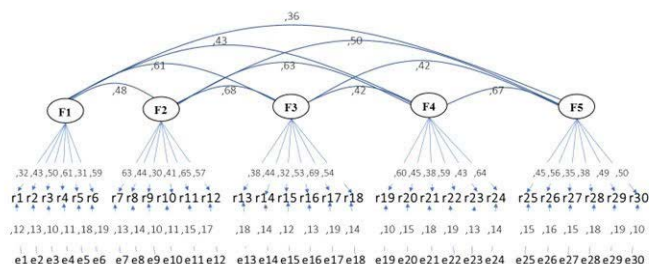 ,36
,43 ,50
,61 ,63 ,42
,48 ,68 ,42 ,67
F1 F2 F3 F4 F5
,32,43,50,,61,31,,59 63,,44,30,,41,,65,,57 ,38,,44,32,,53,,69,,54 ,60,,45,,38,,59 ,43 ,64 ,45,,56,,35,,38 ,,49 ,,50
r1 r2 r3 r4 r5 r6 r7 r8 r9 r10 r11 r12 r13 r14 r15 r16 r17 r18 r19 r20 r21 r22 r23 r24 r25 r26 r27 r28 r29 r30
,12 ,13 ,10 ,11 ,18 ,19 ,13 ,14 ,10 ,11 ,15 ,17 ,18 ,14 ,12 ,13 ,19 ,14 ,10 ,15 ,18 ,19 ,13 ,14 ,15 ,16 ,15 ,18 ,19 ,10
e1 e2 e3 e4 e5 e6 e7 e8 e9 e10 e11 e12 e13 e14 e15 e16 e17 e18 e19 e20 e21 e22 e23 e24 e25 e26 e27 e28 e29 e30